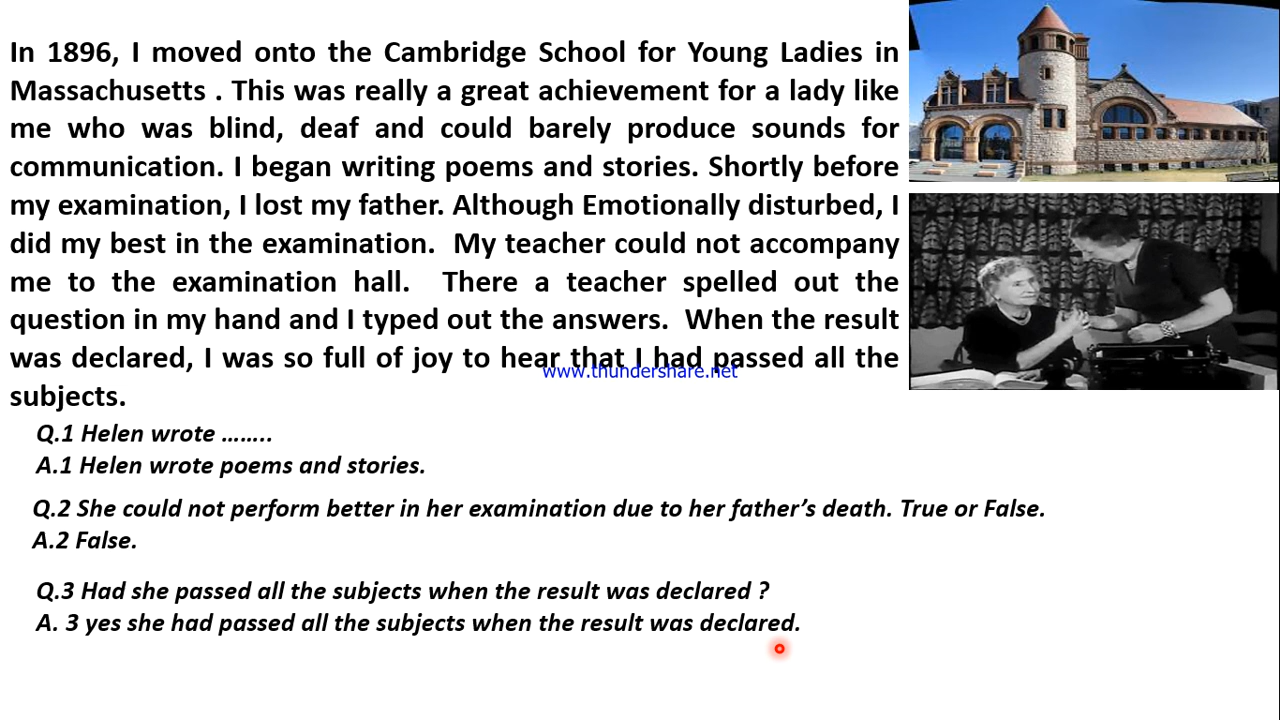 In 1896, I moved onto the Cambridge School for Young Ladies in
Massachusetts . This was really a great achievement for a lady like
me who was blind, deaf and could barely produce sounds for
communication. I began writing poems and stories. Shortly before
my examination, I lost my father. Although Emotionally disturbed, I
did my best in the examination. My teacher could not accompany
me to the examination hall. There a teacher spelled out the
question in my hand and I typed out the answers. When the result
was declared, I was so full of joy to hear that I had passed all the
www.thundershare.net
subjects.
Q.1 Helen wrote ……..
A.1 Helen wrote poems and stories.
Q.2 She could not perform better in her examination due to her father’s death. True or False.
A.2 False.
Q.3 Had she passed all the subjects when the result was declared ?
A. 3 yes she had passed all the subjects when the result was declared.